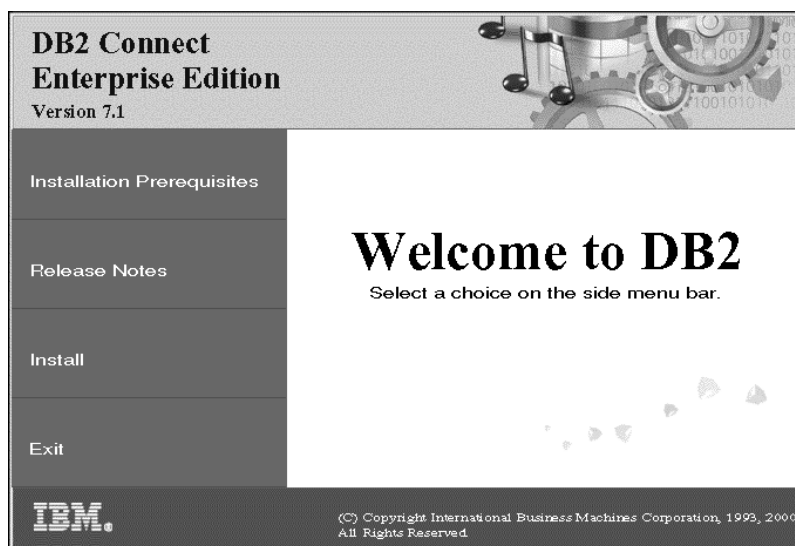 DB2 Connect
Enterprise Edition
Version 7.1
Installation Prerequisites
Release Notes
Install
Exit
Welcome to DB2
Select a choice on the side menu bar.
IBM®
(C) Copyright International Business Machines Corporation, 1993, 2000
All Rights Reserved